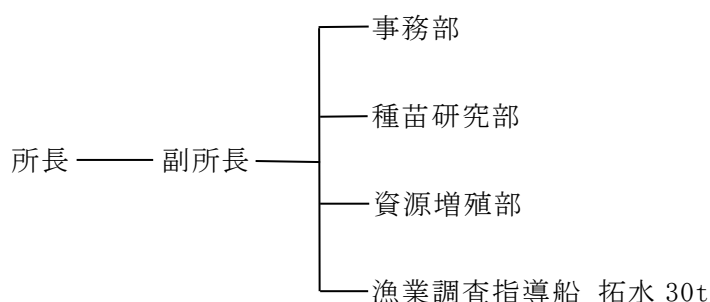 事務部
種苗研究部
所長 副所長
資源増殖部
漁業調査指導船 拓水 30t